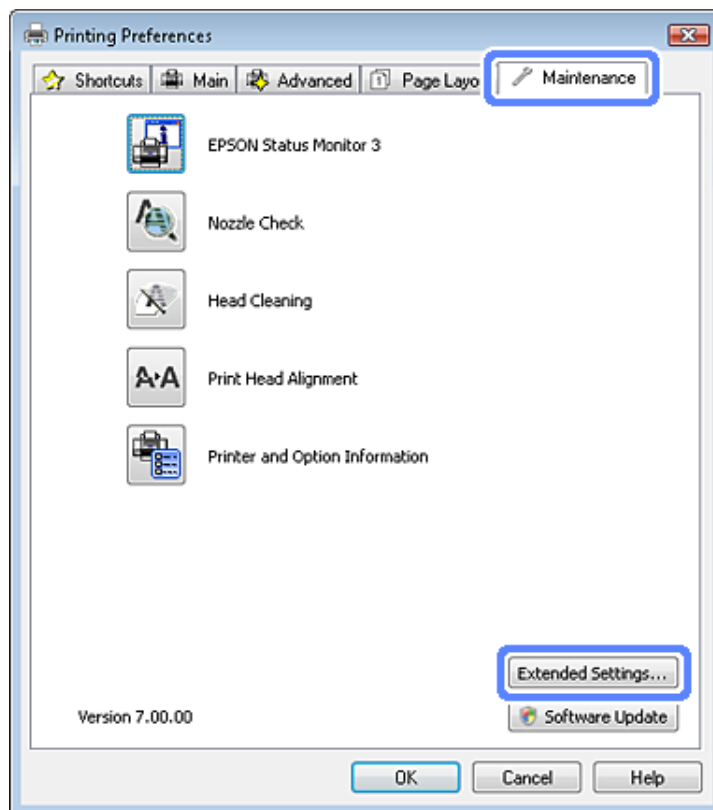 Printing Preferences
Shortcuts Main Advanced Page Layo Maintenance
EPSON Status Monitor 3
Nozzle Check
Head Cleaning
A A Print Head Alignment
Printer and Option Information
Extended Settings...
Version 7.00.00 Software Update
OK Cancel Help